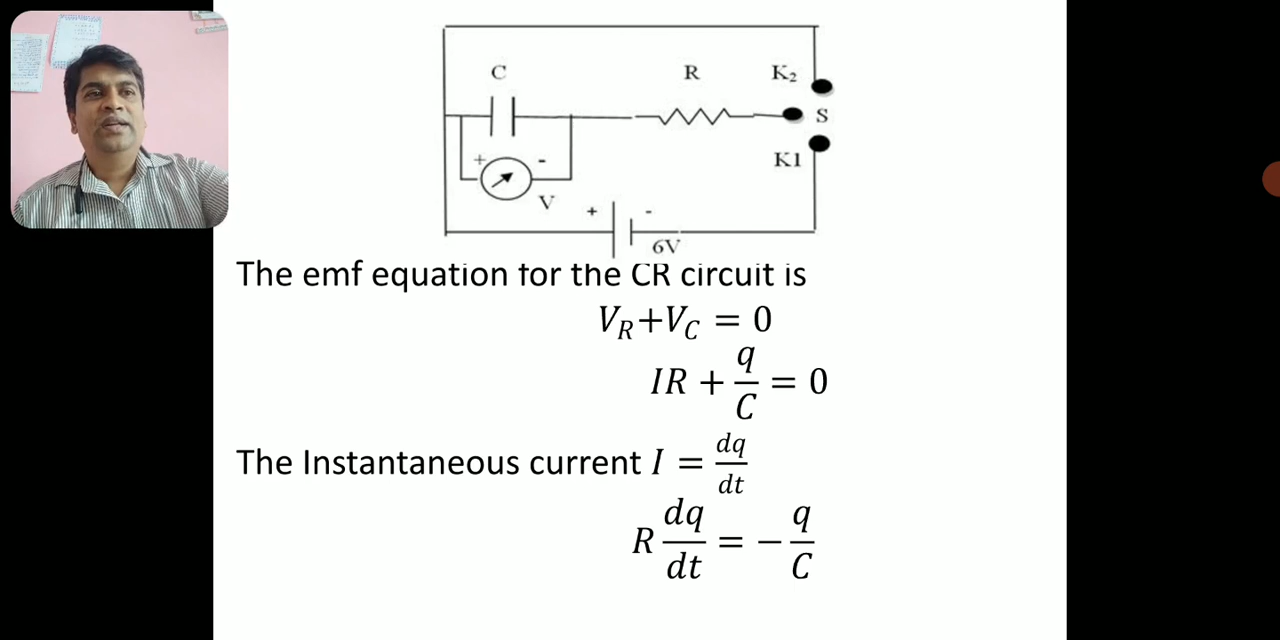 C
R
K₂
S
K1
+ -
V
+ -
6V
The emf equation for the CR circuit is
V_R+V_C = 0
IR + q/C = 0
The Instantaneous current I = dq/dt
R dq/dt = − q/C